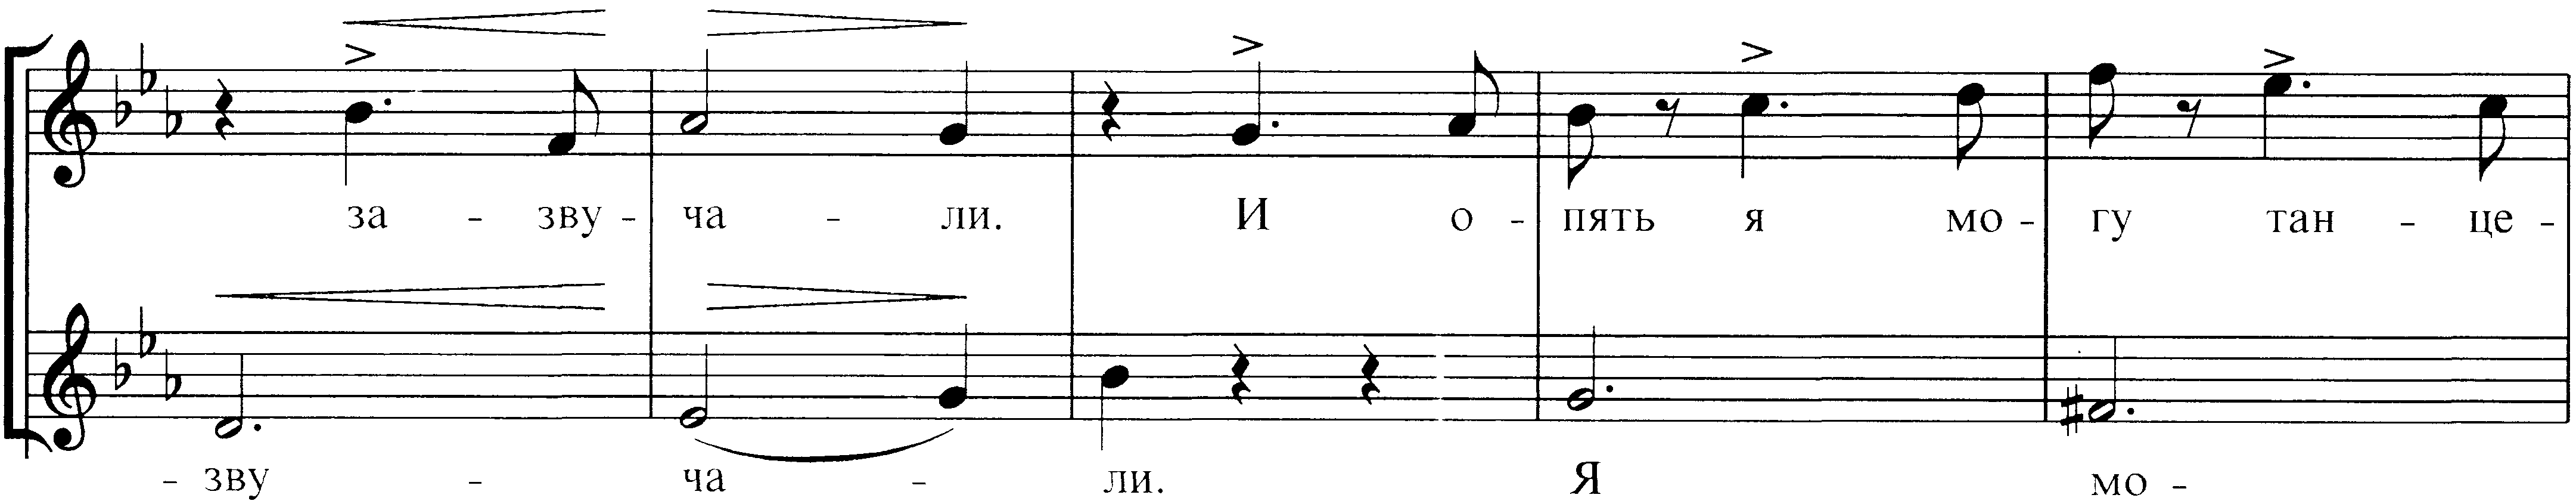 за - зву - ча - ли. И о - пять я мо - гу тан - це -
- зву - ча - ли. Я мо -